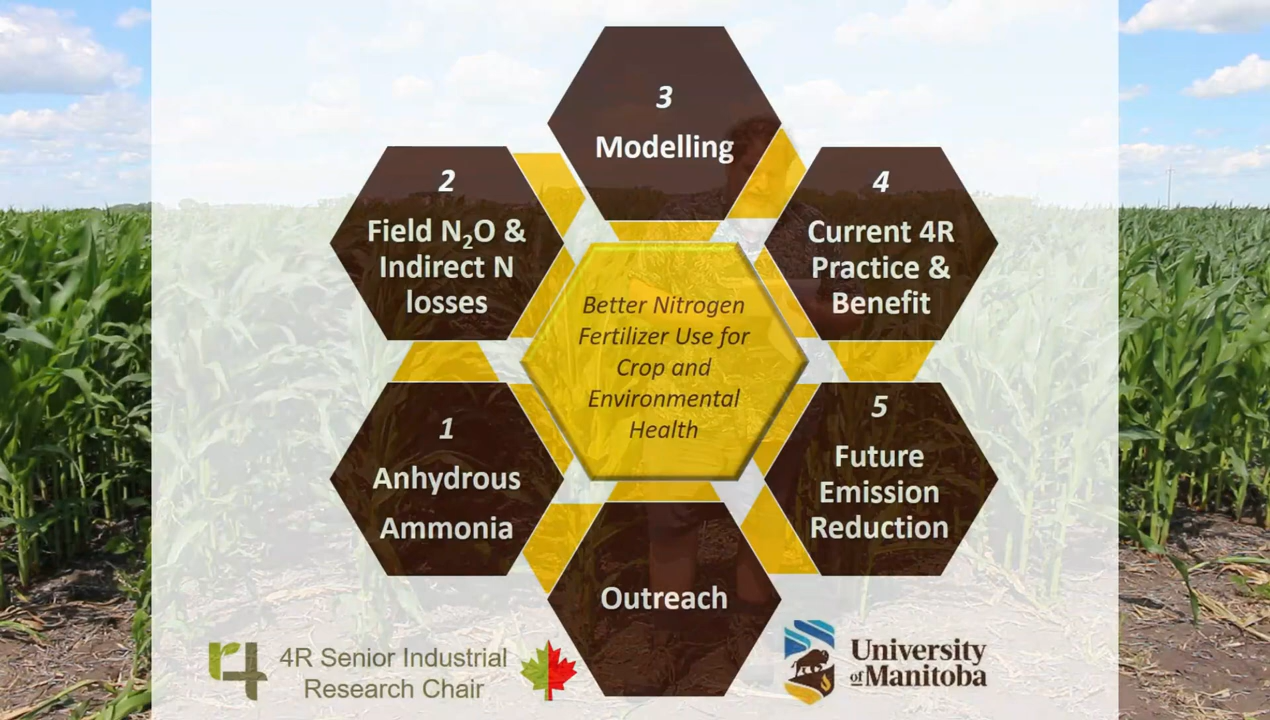 3
Modelling
2
Field N₂O &
Indirect N
losses
4
Current 4R
Practice &
Benefit
Better Nitrogen
Fertilizer Use for
Crop and
Environmental
Health
1
Anhydrous
Ammonia
5
Future
Emission
Reduction
Outreach
r4
4R Senior Industrial
Research Chair
University
of Manitoba